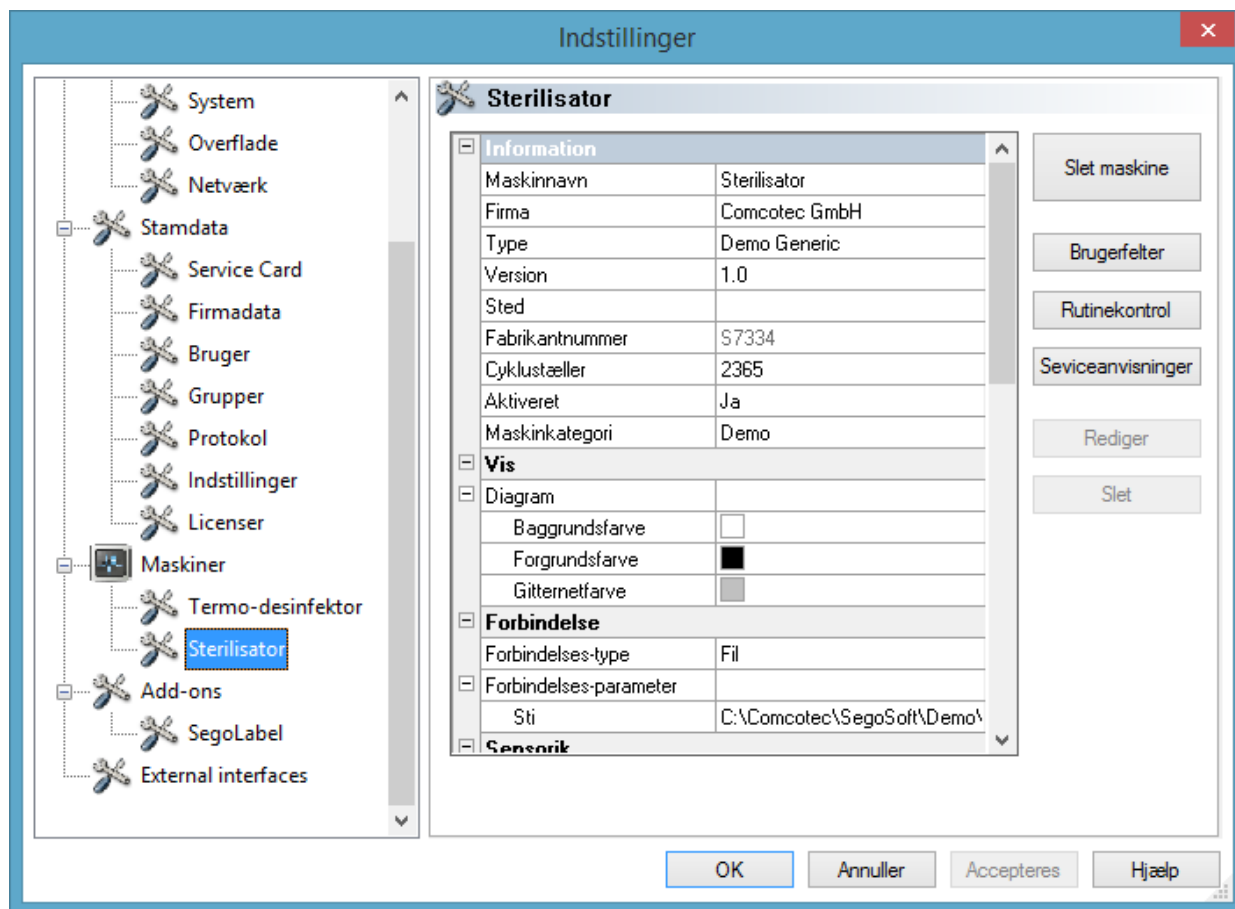 Indstillinger
System
Overflade
Netværk
Stamdata
Service Card
Firmadata
Bruger
Grupper
Protokol
Indstillinger
Licenser
Maskiner
Termo-desinfektor
Sterilisator
Add-ons
SegoLabel
External interfaces
Sterilisator
Information
Maskinnavn Sterilisator
Firma Comcotec GmbH
Type Demo Generic
Version 1.0
Sted
Fabrikantnummer S7334
Cyklustæller 2365
Aktiveret Ja
Maskinkategori Demo
Vis
Diagram
Baggrundsfarve
Forgrundsfarve
Gitternetfarve
Forbindelse
Forbindelses-type Fil
Forbindelses-parameter
Sti C:\Comcotec\SegoSoft\Demo\
Sensorik
Slet maskine
Brugerfelter
Rutinekontrol
Seviceanvisninger
Rediger
Slet
OK Annuller Accepteres Hjælp